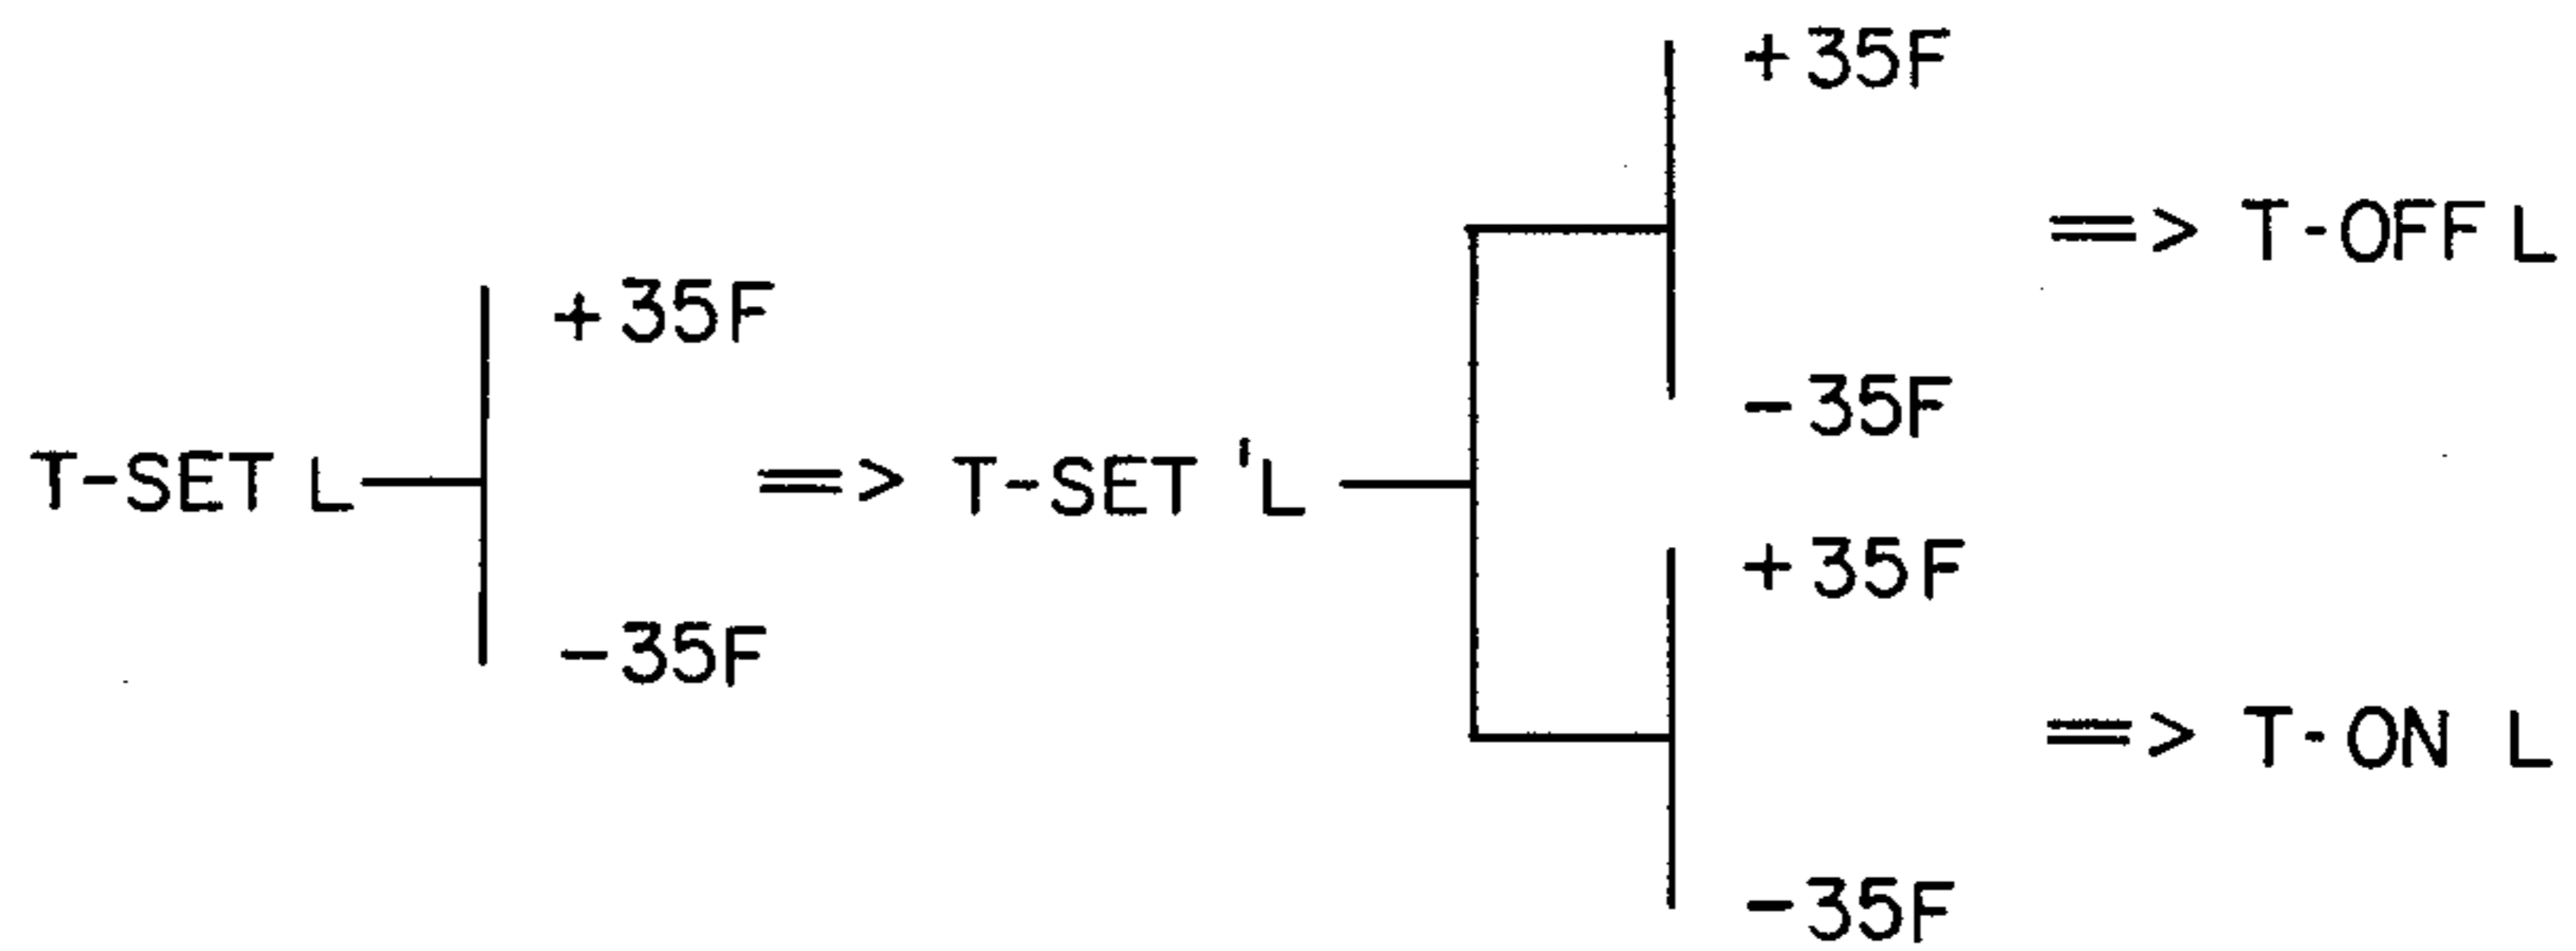 +35F
=> T-OFF L
+35F
-35F
T-SET L => T-SET 'L
+35F
-35F
=> T-ON L
-35F